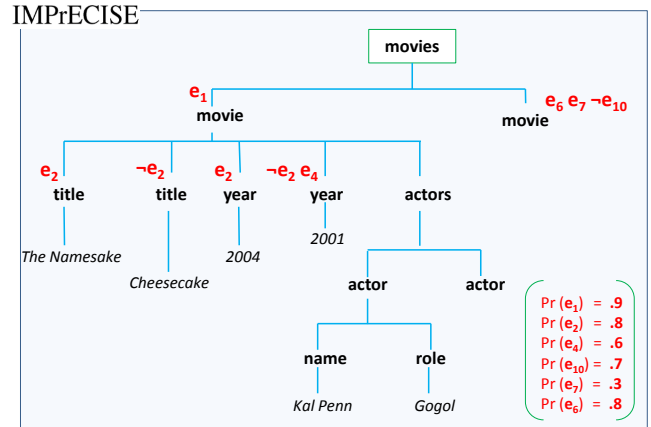 IMPrECISE
movies
e₁
e₆ e₇ ¬e₁₀
movie
movie
e₂ ¬e₂ e₂ ¬e₂ e₄
title title year year actors
The Namesake Cheesecake 2004 2001
actor actor
name role
Kal Penn Gogol
Pr (e₁) = .9
Pr (e₂) = .8
Pr (e₄) = .6
Pr (e₁₀) = .7
Pr (e₇) = .3
Pr (e₆) = .8